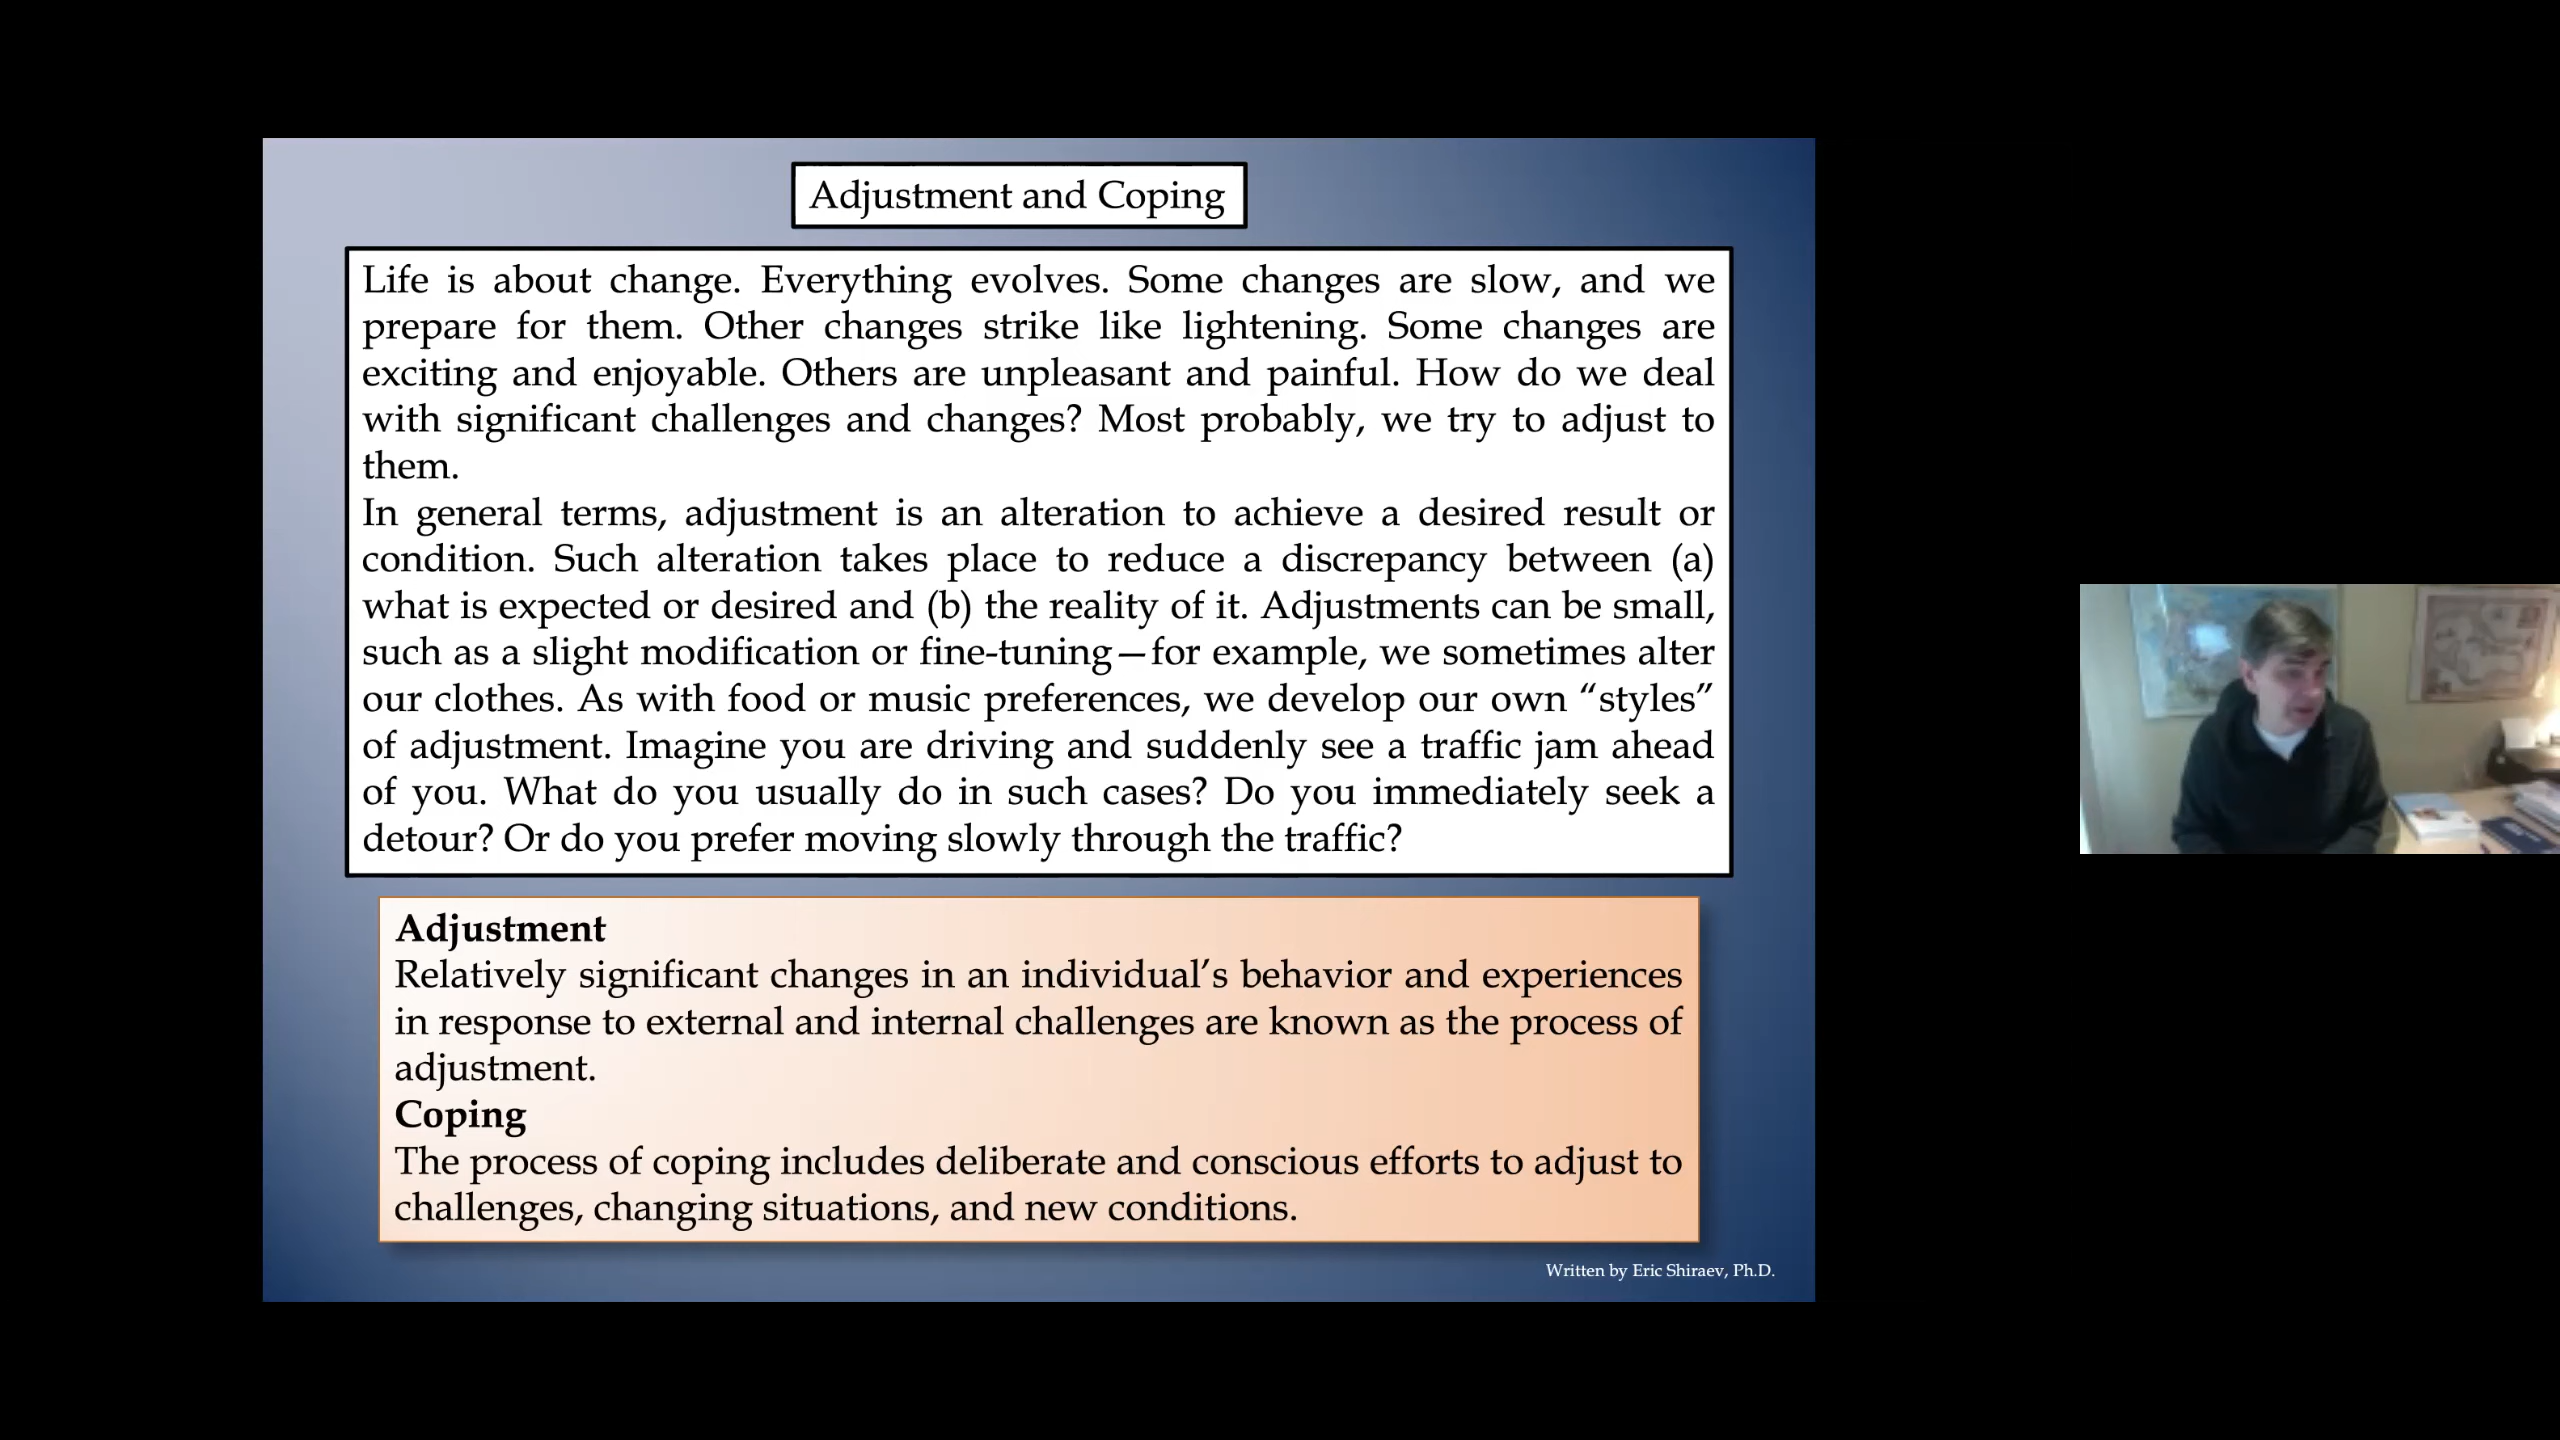 Adjustment and Coping
Life is about change. Everything evolves. Some changes are slow, and we
prepare for them. Other changes strike like lightening. Some changes are
exciting and enjoyable. Others are unpleasant and painful. How do we deal
with significant challenges and changes? Most probably, we try to adjust to
them.
In general terms, adjustment is an alteration to achieve a desired result or
condition. Such alteration takes place to reduce a discrepancy between (a)
what is expected or desired and (b) the reality of it. Adjustments can be small,
such as a slight modification or fine-tuning—for example, we sometimes alter
our clothes. As with food or music preferences, we develop our own “styles”
of adjustment. Imagine you are driving and suddenly see a traffic jam ahead
of you. What do you usually do in such cases? Do you immediately seek a
detour? Or do you prefer moving slowly through the traffic?
Adjustment
Relatively significant changes in an individual’s behavior and experiences
in response to external and internal challenges are known as the process of
adjustment.
Coping
The process of coping includes deliberate and conscious efforts to adjust to
challenges, changing situations, and new conditions.
Written by Eric Shiraev, Ph.D.